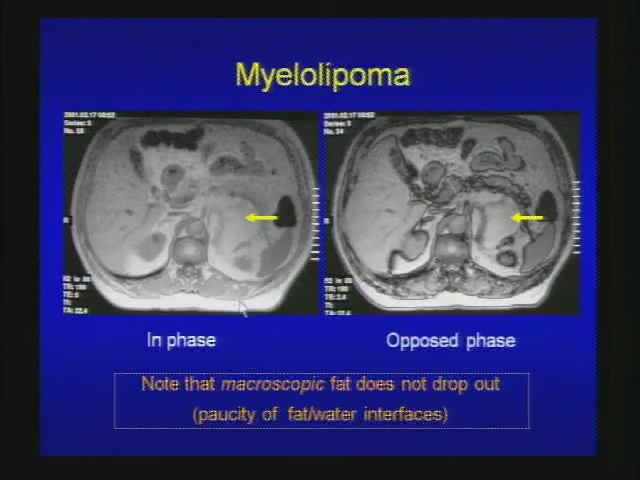 Myelolipoma
R
R
In phase
Opposed phase
Note that macroscopic fat does not drop out
(paucity of fat/water interfaces)